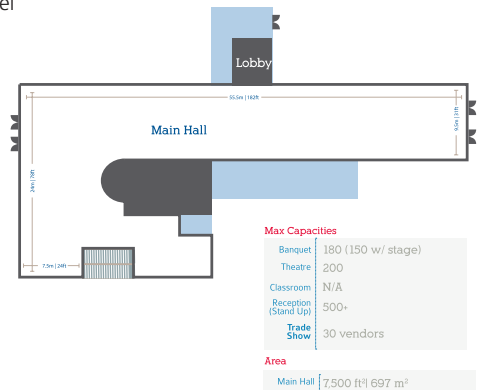 el
Lobby
55.5m | 182ft
Main Hall
9.5m | 31ft
24m | 78ft
7.5m | 24ft
Max Capacities
Banquet 180 (150 w/ stage)
Theatre 200
Classroom N/A
Reception
(Stand Up) 500+
Trade
Show 30 vendors
Area
Main Hall 7,500 ft²| 697 m²